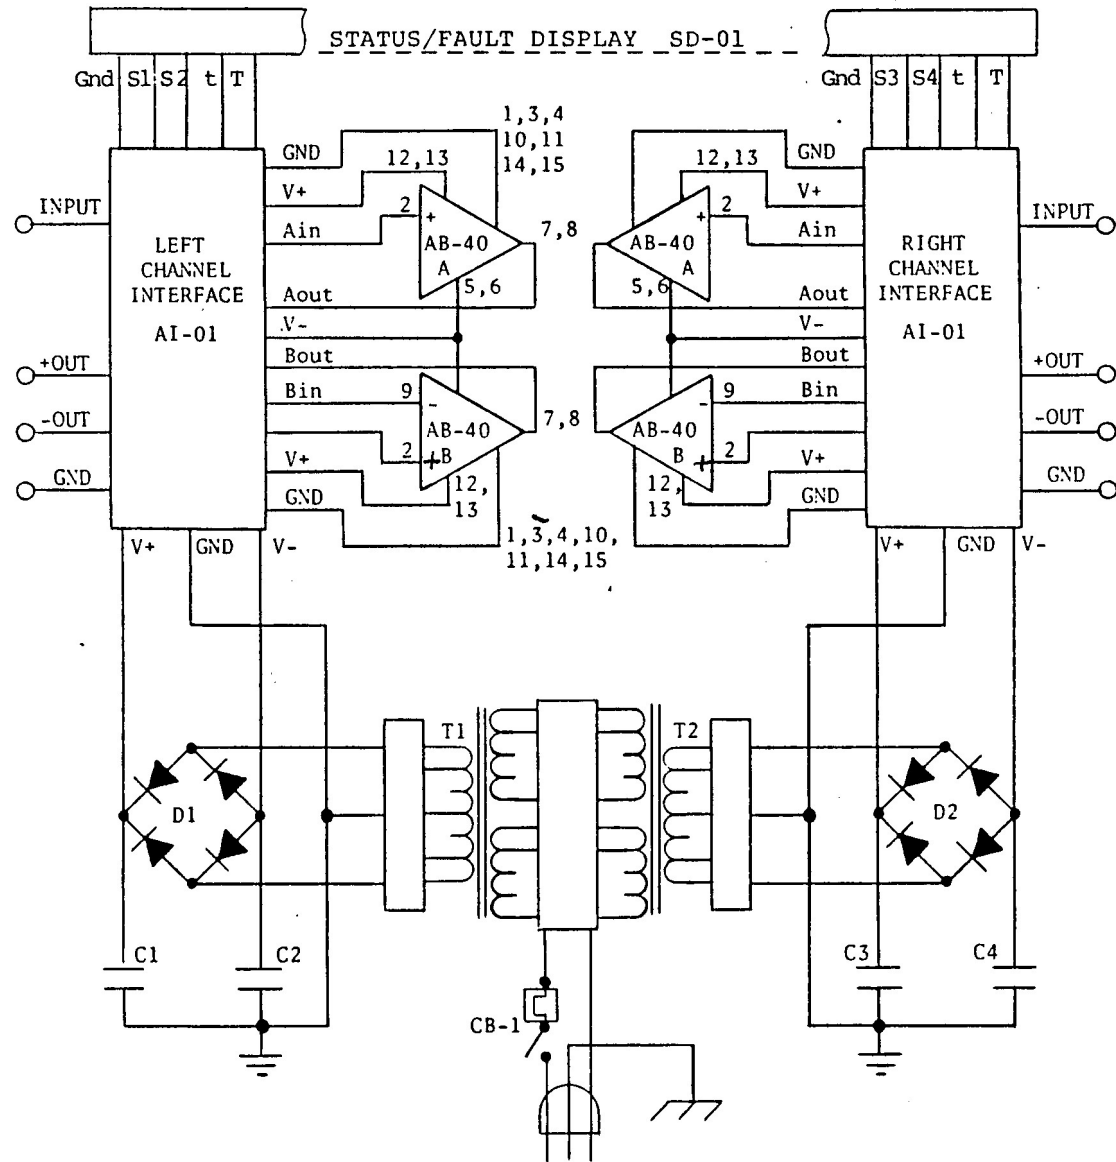 STATUS/FAULT DISPLAY SD-01
Gnd S1 S2 t T
Gnd S3 S4 t T
1,3,4
10,11
14,15
GND
12,13
V+
2
+
Ain
AB-40
A
7,8
5,6
Aout
V-
Bout
Bin
9
-
AB-40
7,8
2
+
B
V+
12,
13
GND
1,3,4,10,
11,14,15
INPUT
LEFT
CHANNEL
INTERFACE
AI-01
+OUT
-OUT
GND
V+ GND V-
GND
12,13
V+
2
+
Ain
AB-40
A
5,6
Aout
V-
Bout
9
Bin
-
AB-40
B
2
+
V+
12,
13
GND
INPUT
RIGHT
CHANNEL
INTERFACE
AI-01
+OUT
-OUT
GND
V+ GND V-
T1
T2
D1
D2
C1
C2
C3
C4
CB-1